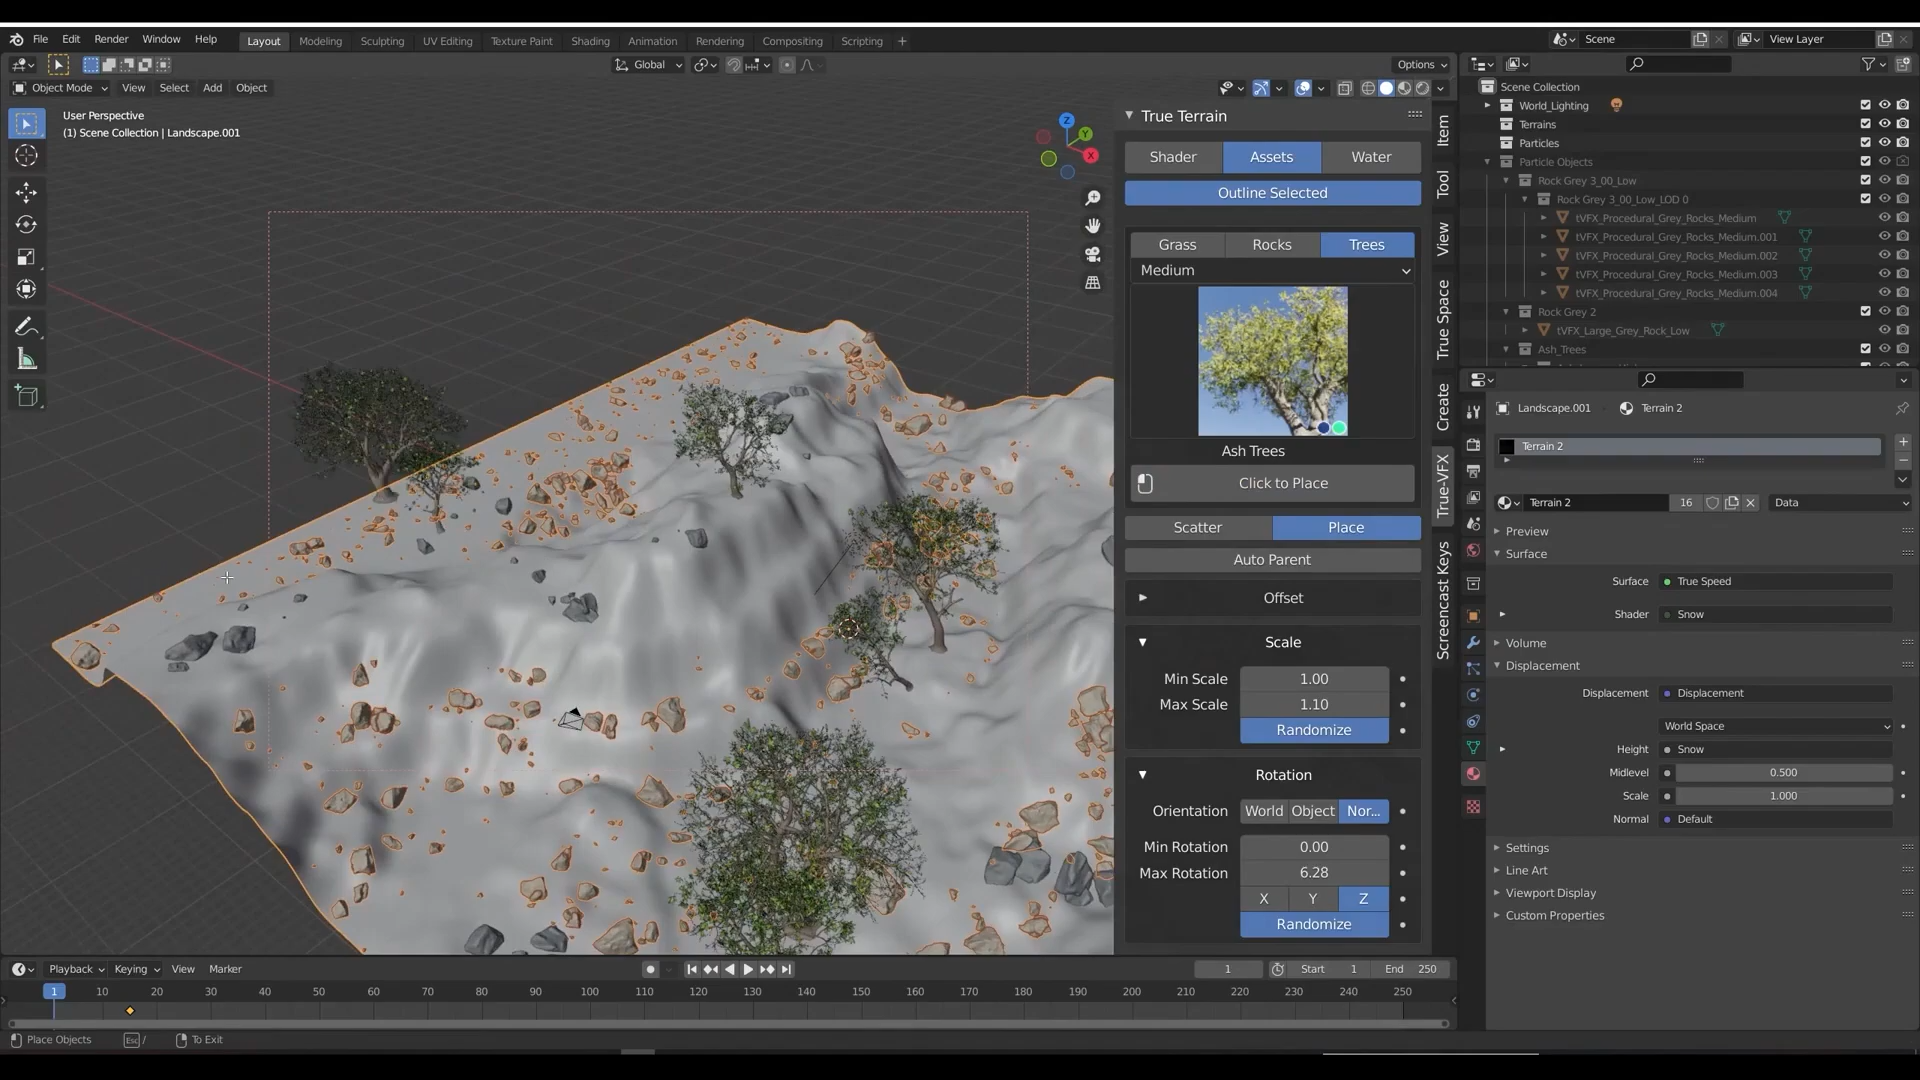 File Edit Render Window Help Layout Modeling Sculpting UV Editing Texture Paint Shading Animation Rendering Compositing Scripting + Scene View Layer
Global Options
Object Mode View Select Add Object
User Perspective
(1) Scene Collection | Landscape.001
Z
Y
X
True Terrain
Shader Assets Water
Outline Selected
Grass Rocks Trees
Medium
Ash Trees
Click to Place
Scatter Place
Auto Parent
Offset
Scale
Min Scale 1.00
Max Scale 1.10
Randomize
Rotation
Orientation World Object Nor...
Min Rotation 0.00
Max Rotation 6.28
X Y Z
Randomize
Item
Tool
View
True Space
Create
True-VFX
Screencast Keys
Scene Collection
World_Lighting
Terrains
Particles
Particle Objects
Rock Grey 3_00_Low
Rock Grey 3_00_Low_LOD 0
tVFX_Procedural_Grey_Rocks_Medium
tVFX_Procedural_Grey_Rocks_Medium.001
tVFX_Procedural_Grey_Rocks_Medium.002
tVFX_Procedural_Grey_Rocks_Medium.003
tVFX_Procedural_Grey_Rocks_Medium.004
Rock Grey 2
tVFX_Large_Grey_Rock_Low
Ash_Trees
Landscape.001 Terrain 2
Terrain 2
Terrain 2 16 Data
Preview
Surface
Surface True Speed
Shader Snow
Volume
Displacement
Displacement Displacement
World Space
Height Snow
Midlevel 0.500
Scale 1.000
Normal Default
Settings
Line Art
Viewport Display
Custom Properties
Playback Keying View Marker 1 Start 1 End 250
1 10 20 30 40 50 60 70 80 90 100 110 120 130 140 150 160 170 180 190 200 210 220 230 240 250
Place Objects Esc / To Exit